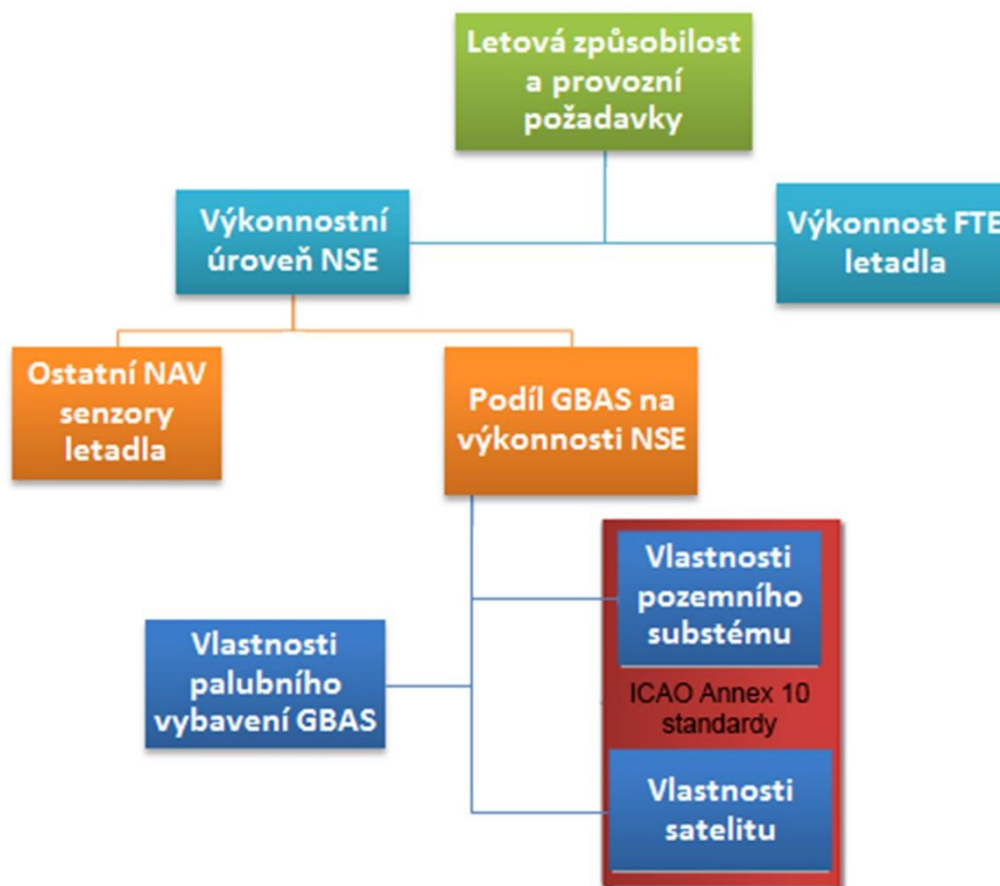 Letová způsobilost
a provozní
požadavky
Výkonnostní
úroveň NSE
Výkonnost FTE
letadla
Ostatní NAV
senzory
letadla
Podíl GBAS na
výkonnosti NSE
Vlastnosti
pozemního
substému
Vlastnosti
palubního
vybavení GBAS
ICAO Annex 10
standardy
Vlastnosti
satelitu